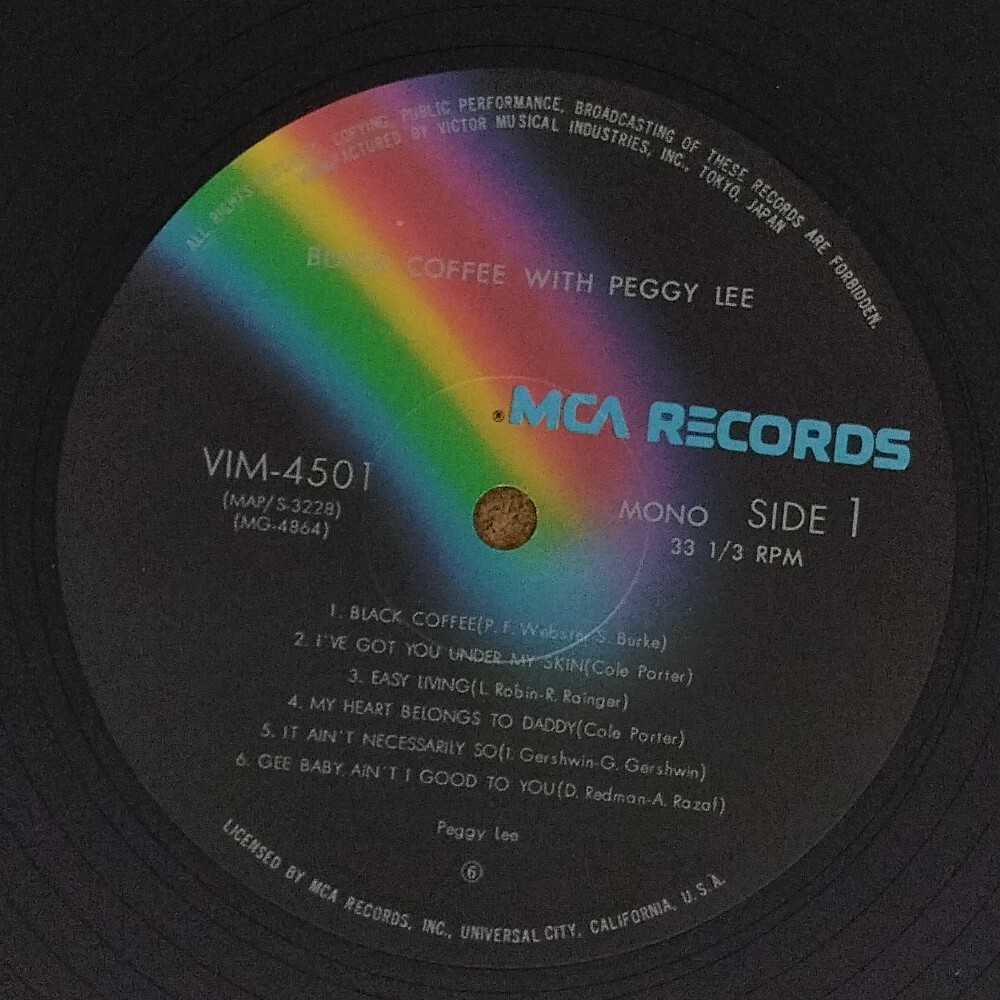 ALL RIGHTS COPYING, PUBLIC PERFORMANCE, BROADCASTING OF THESE RECORDS ARE FORBIDDEN.
MANUFACTURED BY VICTOR MUSICAL INDUSTRIES, INC., TOKYO, JAPAN
BLACK COFFEE WITH PEGGY LEE
® MCA RECORDS
VIM-4501
(MAP/S-3228)
(MG-4864)
MONO SIDE 1
33 1/3 RPM
1. BLACK COFFEE(P. F. Webster-S. Burke)
2. I'VE GOT YOU UNDER MY SKIN(Cole Porter)
3. EASY LIVING(L. Robin-R. Rainger)
4. MY HEART BELONGS TO DADDY(Cole Porter)
5. IT AIN'T NECESSARILY SO(I. Gershwin-G. Gershwin)
6. GEE BABY, AIN'T I GOOD TO YOU(D. Redman-A. Razaf)
Peggy Lee
⑥
LICENSED BY MCA RECORDS, INC., UNIVERSAL CITY, CALIFORNIA, U.S.A.